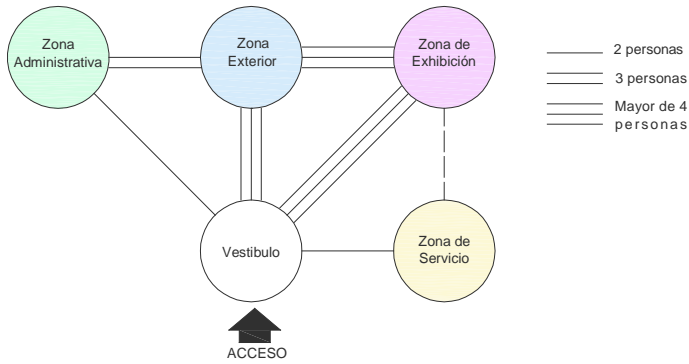 Zona
Administrativa
Zona
Exterior
Zona de
Exhibición
2 personas
3 personas
Mayor de 4
personas
Vestibulo
Zona de
Servicio
ACCESO